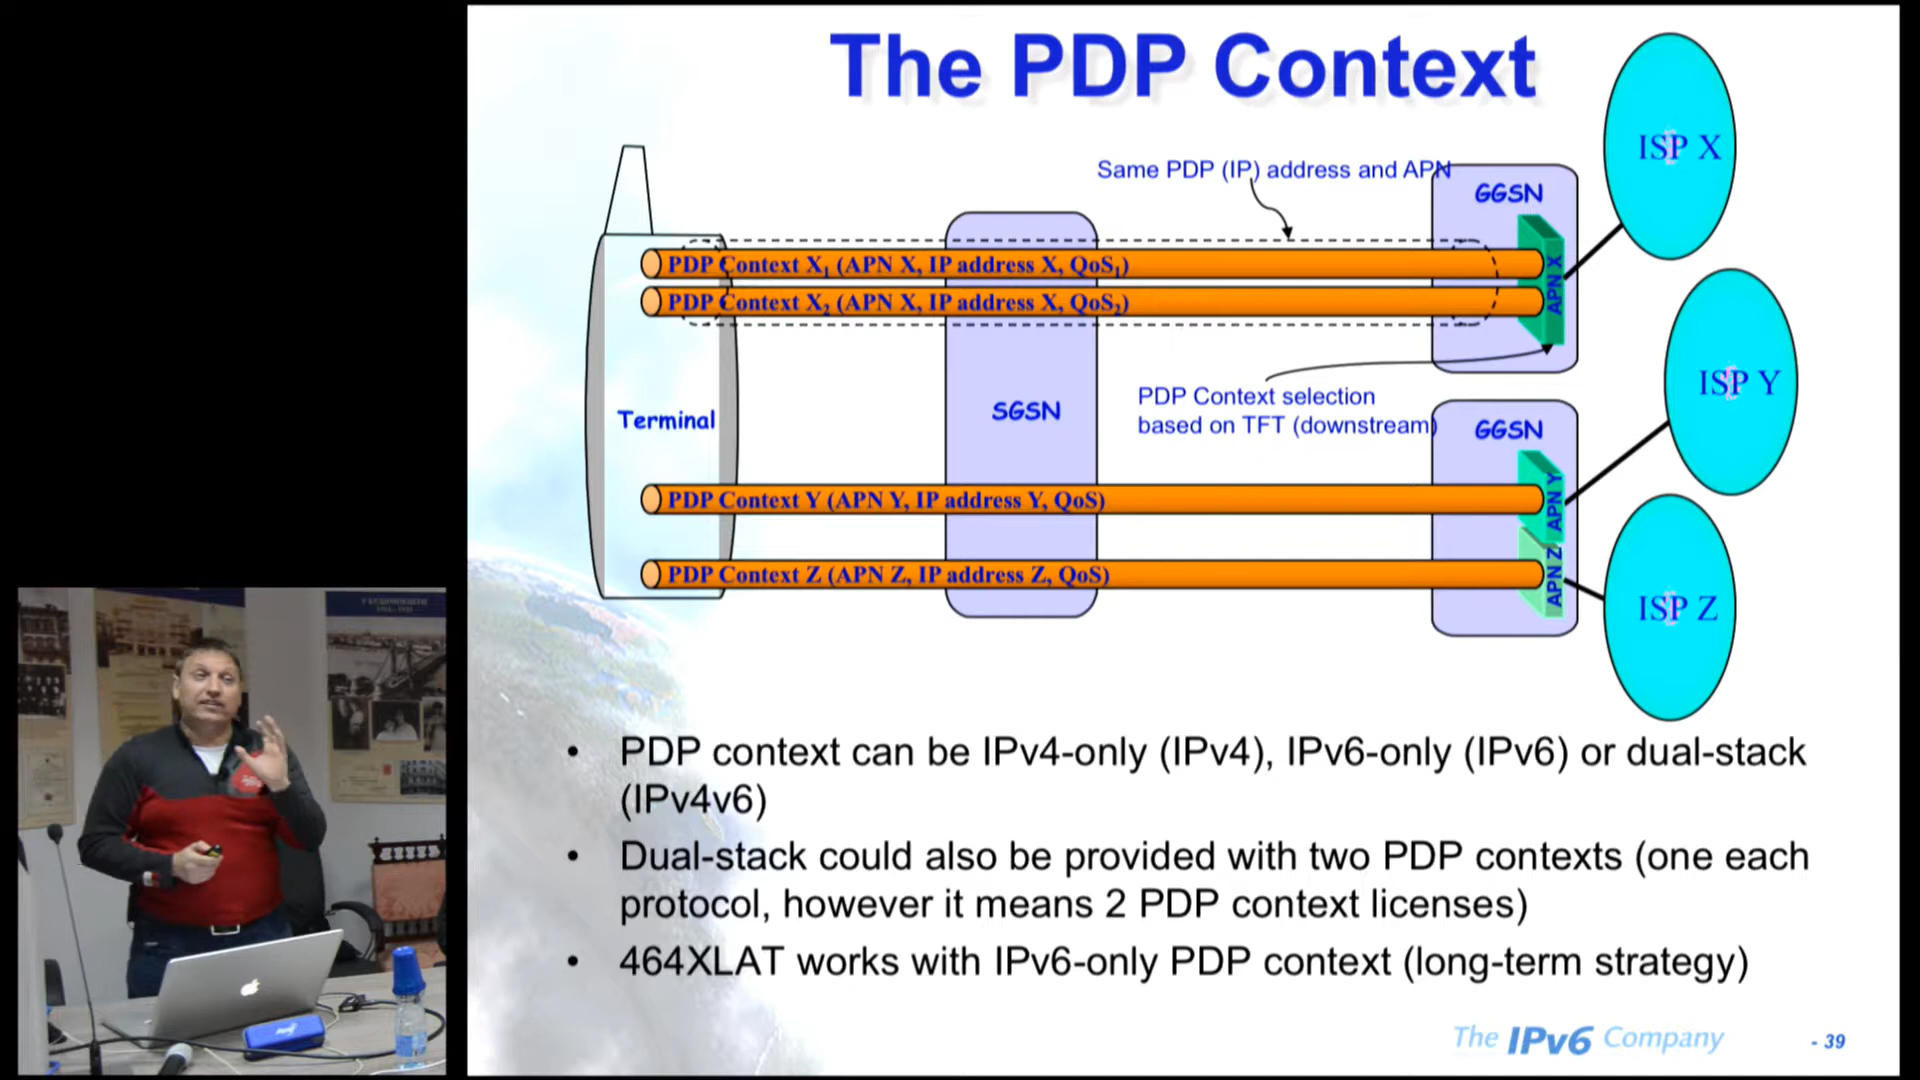 The PDP Context
ISP X
Same PDP (IP) address and APN
GGSN
PDP Context X1 (APN X, IP address X, QoS1)
PDP Context X2 (APN X, IP address X, QoS2)
APN X
ISP Y
PDP Context selection
based on TFT (downstream)
Terminal
SGSN
GGSN
PDP Context Y (APN Y, IP address Y, QoS)
APN Y
PDP Context Z (APN Z, IP address Z, QoS)
APN Z
ISP Z
• PDP context can be IPv4-only (IPv4), IPv6-only (IPv6) or dual-stack
(IPv4v6)
• Dual-stack could also be provided with two PDP contexts (one each
protocol, however it means 2 PDP context licenses)
• 464XLAT works with IPv6-only PDP context (long-term strategy)
The IPv6 Company
- 39